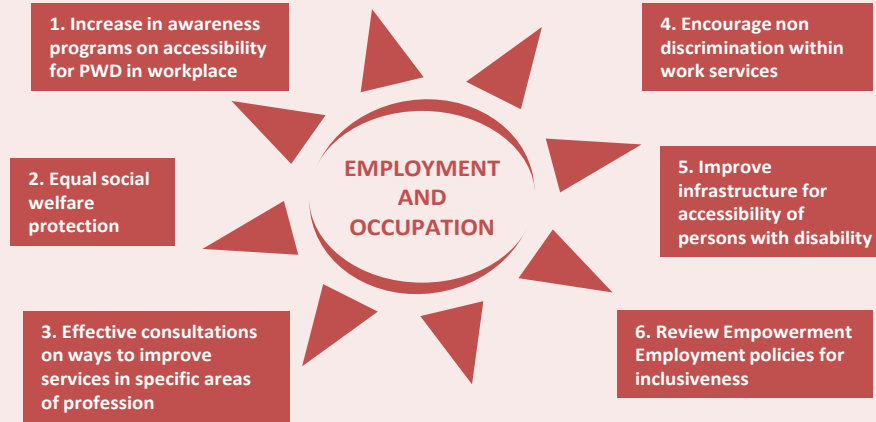 1. Increase in awareness
programs on accessibility
for PWD in workplace
2. Equal social
welfare
protection
3. Effective consultations
on ways to improve
services in specific areas
of profession
EMPLOYMENT
AND
OCCUPATION
4. Encourage non
discrimination within
work services
5. Improve
infrastructure for
accessibility of
persons with disability
6. Review Empowerment
Employment policies for
inclusiveness